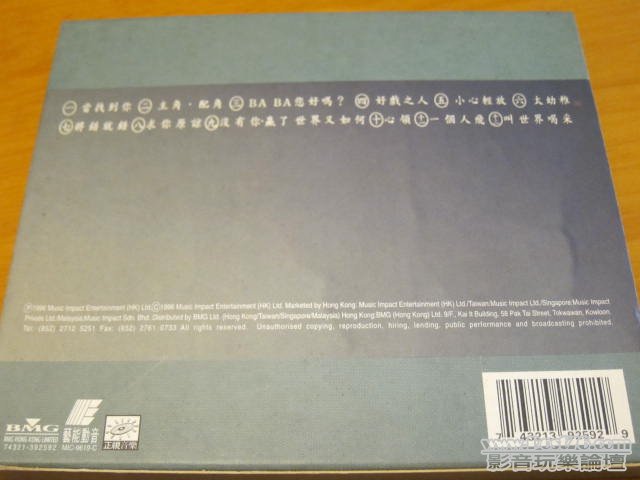 ㊀當找到你㊁主角·配角㊂BA BA您好嗎?㊃好戲之人㊄小心輕放㊅太幼稚
㊆將錯就錯㊇求你原諒㊈沒有你·贏了世界又如何㊉心領⑪一個人飛⑫叫世界喝采
Ⓟ1996 Music Impact Entertainment (HK) Ltd.Ⓒ1996 Music Impact Entertainment (HK) Ltd. Marketed by Hong Kong: Music Impact Entertainment (HK) Ltd./Taiwan:Music Impact Ltd./Singapore:Music Impact
Private Ltd./Malaysia:Music Impact Sdn. Bhd. Distributed by BMG Ltd. (Hong Kong/Taiwan/Singapore/Malaysia) Hong Kong:BMG (Hong Kong) Ltd. 9/F., Kai It Building, 58 Pak Tai Street, Tokwawan, Kowloon.
Tel: (852) 2712 5251 Fax: (852) 2761 0733 All rights reserved. Unauthorised copying, reproduction, hiring, lending, public performance and broadcasting prohibited.
BMG
BMG HONG KONG LIMITED
74321-392592
藝能動音
MIC-9619-C
正視音樂
7 43213 92592 9
影音玩樂論壇